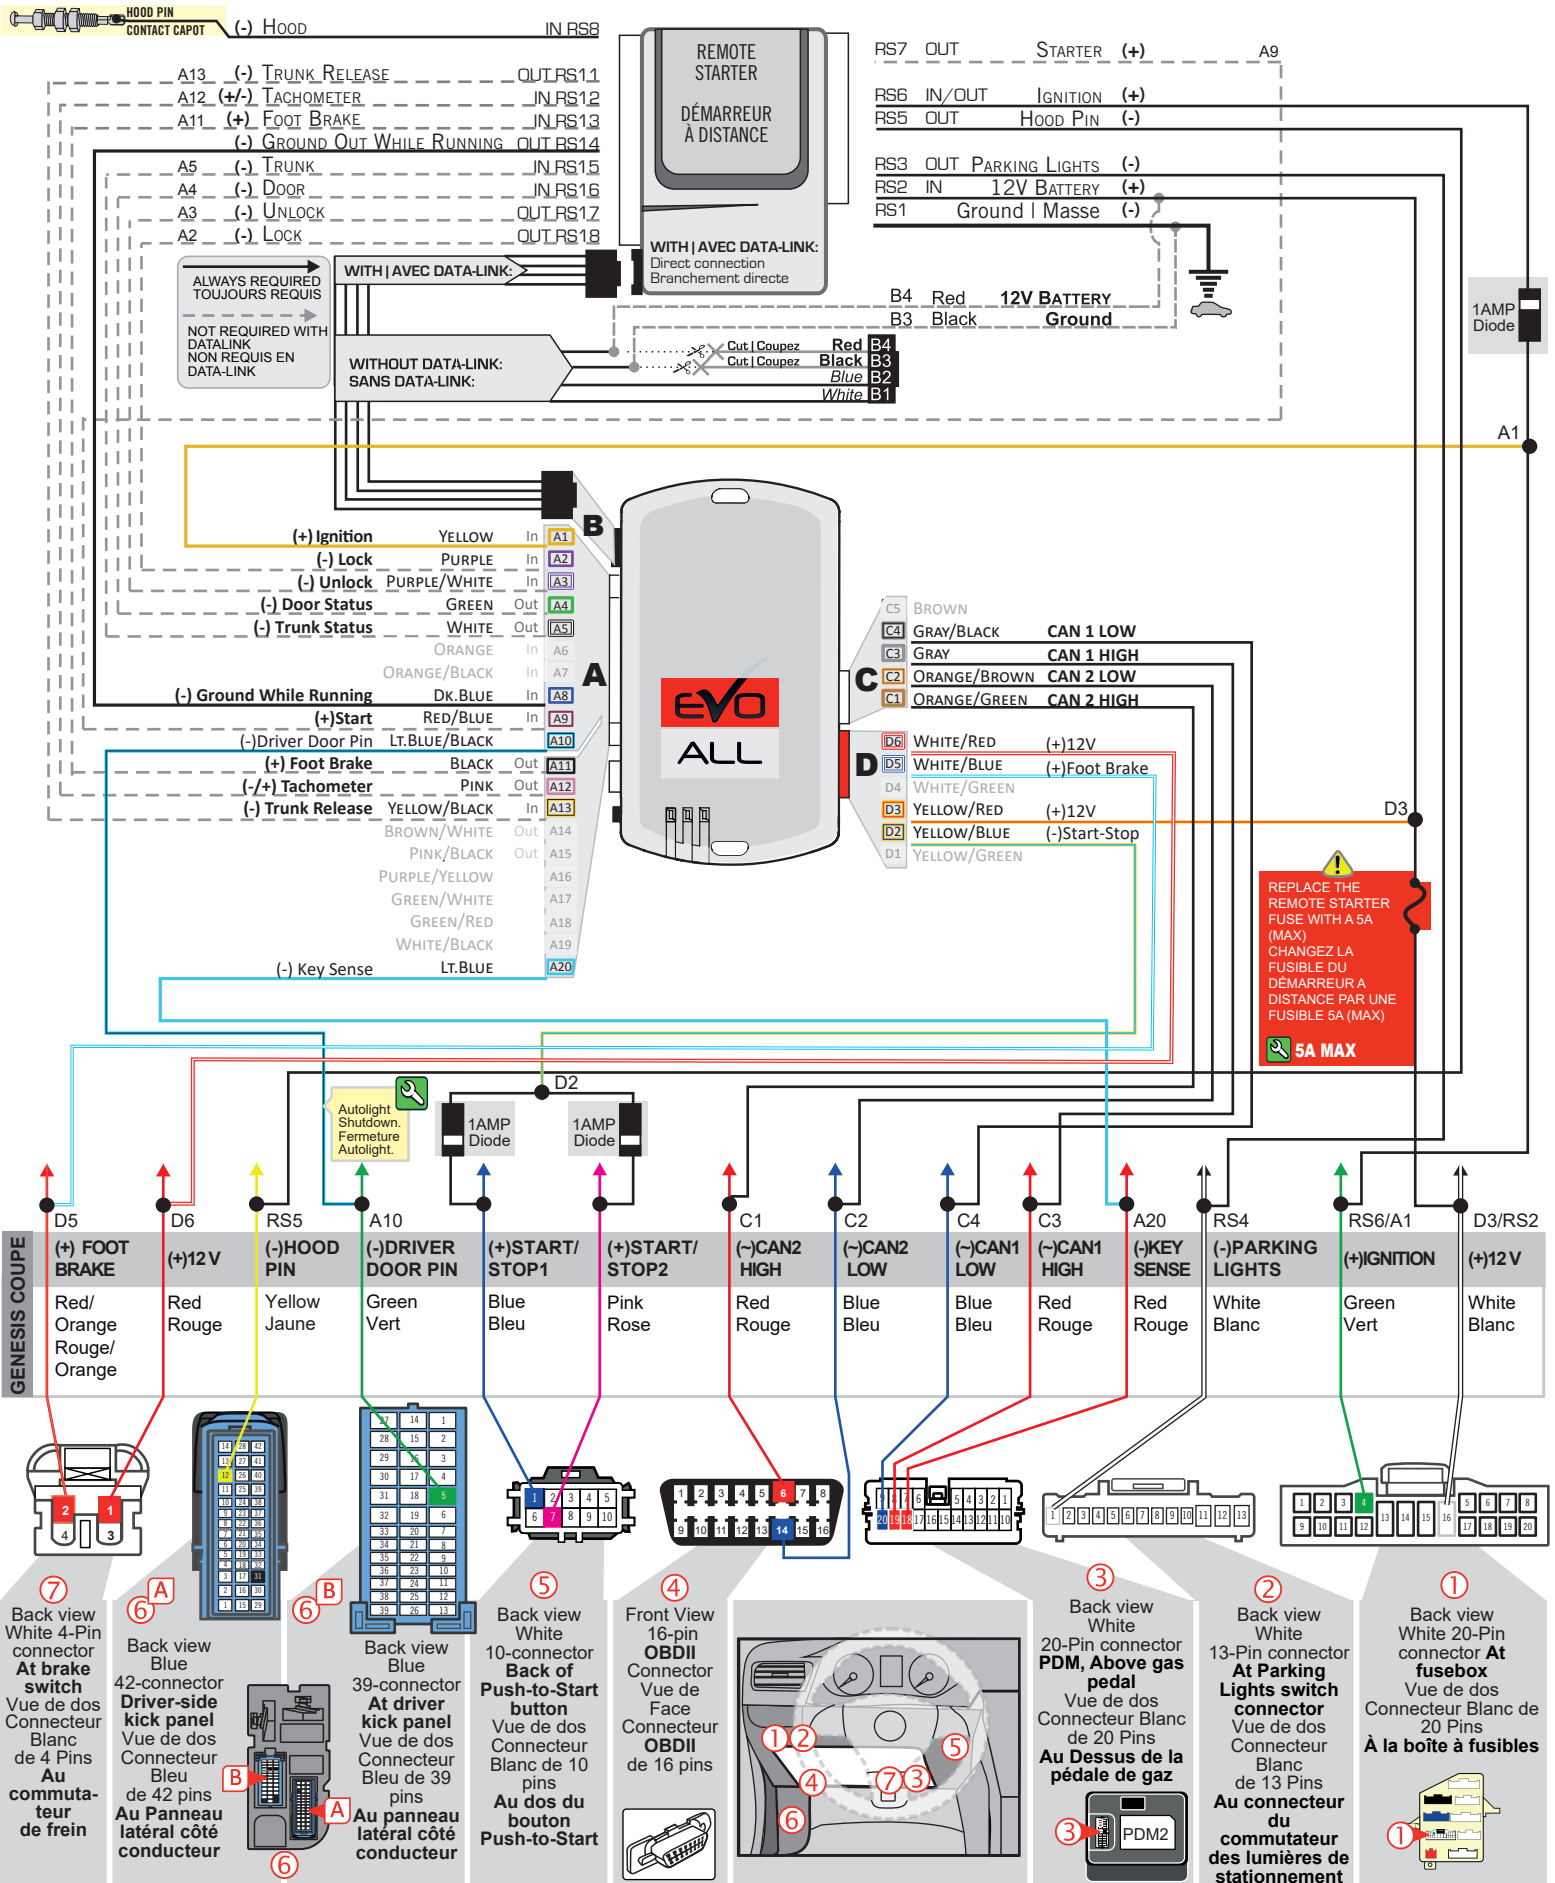 HOOD PIN
CONTACT CAPOT
(-) HOOD IN RS8
A13 (-) TRUNK RELEASE OUT RS11
A12 (+/-) TACHOMETER IN RS12
A11 (+) FOOT BRAKE IN RS13
(-) GROUND OUT WHILE RUNNING OUT RS14
A5 (-) TRUNK IN RS15
A4 (-) DOOR IN RS16
A3 (-) UNLOCK OUT RS17
A2 (-) LOCK OUT RS18
REMOTE
STARTER
DÉMARREUR
À DISTANCE
WITH | AVEC DATA-LINK:
Direct connection
Branchement directe
RS7 OUT STARTER (+) A9
RS6 IN/OUT IGNITION (+)
RS5 OUT HOOD PIN (-)
RS3 OUT PARKING LIGHTS (-)
RS2 IN 12V BATTERY (+)
RS1 Ground | Masse (-)
ALWAYS REQUIRED
TOUJOURS REQUIS
NOT REQUIRED WITH
DATALINK
NON REQUIS EN
DATA-LINK
WITH | AVEC DATA-LINK:
WITHOUT DATA-LINK:
SANS DATA-LINK:
B4 Red 12V BATTERY
B3 Black Ground
Cut | Coupez Red B4
Cut | Coupez Black B3
Blue B2
White B1
1AMP
Diode
A1
B
A
(+) Ignition YELLOW In A1
(-) Lock PURPLE In A2
(-) Unlock PURPLE/WHITE In A3
(-) Door Status GREEN Out A4
(-) Trunk Status WHITE Out A5
ORANGE In A6
ORANGE/BLACK In A7
(-) Ground While Running DK.BLUE In A8
(+)Start RED/BLUE In A9
(-)Driver Door Pin LT.BLUE/BLACK A10
(+) Foot Brake BLACK Out A11
(-/+) Tachometer PINK Out A12
(-) Trunk Release YELLOW/BLACK In A13
BROWN/WHITE Out A14
PINK/BLACK Out A15
PURPLE/YELLOW A16
GREEN/WHITE A17
GREEN/RED A18
WHITE/BLACK A19
(-) Key Sense LT.BLUE A20
EVO
ALL
C
C5 BROWN
C4 GRAY/BLACK CAN 1 LOW
C3 GRAY CAN 1 HIGH
C2 ORANGE/BROWN CAN 2 LOW
C1 ORANGE/GREEN CAN 2 HIGH
D
D6 WHITE/RED (+)12V
D5 WHITE/BLUE (+)Foot Brake
D4 WHITE/GREEN
D3 YELLOW/RED (+)12V
D2 YELLOW/BLUE (-)Start-Stop
D1 YELLOW/GREEN
D3
REPLACE THE
REMOTE STARTER
FUSE WITH A 5A
(MAX)
CHANGEZ LA
FUSIBLE DU
DÉMARREUR A
DISTANCE PAR UNE
FUSIBLE 5A (MAX)
5A MAX
Autolight
Shutdown.
Fermeture
Autolight.
D2
1AMP
Diode
1AMP
Diode
D5 D6 RS5 A10 C1 C2 C4 C3 A20 RS4 RS6/A1 D3/RS2
GENESIS COUPE
(+) FOOT
BRAKE
(+)12 V
(-)HOOD
PIN
(-)DRIVER
DOOR PIN
(+)START/
STOP1
(+)START/
STOP2
(~)CAN2
HIGH
(~)CAN2
LOW
(~)CAN1
LOW
(~)CAN1
HIGH
(-)KEY
SENSE
(-)PARKING
LIGHTS
(+)IGNITION
(+)12 V
Red/
Orange
Rouge/
Orange
Red
Rouge
Yellow
Jaune
Green
Vert
Blue
Bleu
Pink
Rose
Red
Rouge
Blue
Bleu
Blue
Bleu
Red
Rouge
Red
Rouge
White
Blanc
Green
Vert
White
Blanc
7
Back view
White 4-Pin
connector
At brake
switch
Vue de dos
Connecteur
Blanc
de 4 Pins
Au
commuta-
teur
de frein
6 A
Back view
Blue
42-connector
Driver-side
kick panel
Vue de dos
Connecteur
Bleu
de 42 pins
Au Panneau
latéral côté
conducteur
B
A
6
6 B
Back view
Blue
39-connector
At driver
kick panel
Vue de dos
Connecteur
Bleu de 39
pins
Au panneau
latéral côté
conducteur
5
Back view
White
10-connector
Back of
Push-to-Start
button
Vue de dos
Connecteur
Blanc de 10
pins
Au dos du
bouton
Push-to-Start
4
Front View
16-pin
OBDII
Connector
Vue de
Face
Connecteur
OBDII
de 16 pins
1 2 4 7 3 5 6
3
Back view
White
20-Pin connector
PDM, Above gas
pedal
Vue de dos
Connecteur Blanc
de 20 Pins
Au Dessus de la
pédale de gaz
3
PDM2
2
Back view
White
13-Pin connector
At Parking
Lights switch
connector
Vue de dos
Connecteur
Blanc
de 13 Pins
Au connecteur
du
commutateur
des lumières de
stationnement
1
Back view
White 20-Pin
connector At
fusebox
Vue de dos
Connecteur Blanc de
20 Pins
À la boîte à fusibles
1